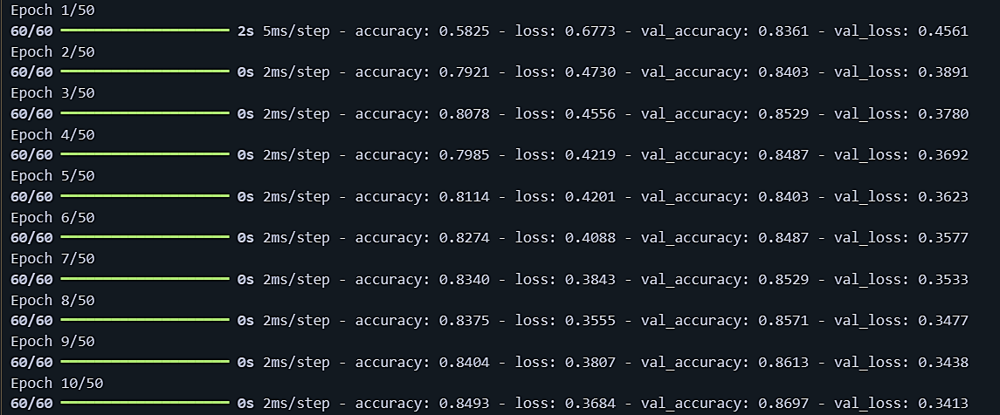 Epoch 1/50
60/60 ━━━━━━━━━━━━━━━━━━━━ 2s 5ms/step - accuracy: 0.5825 - loss: 0.6773 - val_accuracy: 0.8361 - val_loss: 0.4561
Epoch 2/50
60/60 ━━━━━━━━━━━━━━━━━━━━ 0s 2ms/step - accuracy: 0.7921 - loss: 0.4730 - val_accuracy: 0.8403 - val_loss: 0.3891
Epoch 3/50
60/60 ━━━━━━━━━━━━━━━━━━━━ 0s 2ms/step - accuracy: 0.8078 - loss: 0.4556 - val_accuracy: 0.8529 - val_loss: 0.3780
Epoch 4/50
60/60 ━━━━━━━━━━━━━━━━━━━━ 0s 2ms/step - accuracy: 0.7985 - loss: 0.4219 - val_accuracy: 0.8487 - val_loss: 0.3692
Epoch 5/50
60/60 ━━━━━━━━━━━━━━━━━━━━ 0s 2ms/step - accuracy: 0.8114 - loss: 0.4201 - val_accuracy: 0.8403 - val_loss: 0.3623
Epoch 6/50
60/60 ━━━━━━━━━━━━━━━━━━━━ 0s 2ms/step - accuracy: 0.8274 - loss: 0.4088 - val_accuracy: 0.8487 - val_loss: 0.3577
Epoch 7/50
60/60 ━━━━━━━━━━━━━━━━━━━━ 0s 2ms/step - accuracy: 0.8340 - loss: 0.3843 - val_accuracy: 0.8529 - val_loss: 0.3533
Epoch 8/50
60/60 ━━━━━━━━━━━━━━━━━━━━ 0s 2ms/step - accuracy: 0.8375 - loss: 0.3555 - val_accuracy: 0.8571 - val_loss: 0.3477
Epoch 9/50
60/60 ━━━━━━━━━━━━━━━━━━━━ 0s 2ms/step - accuracy: 0.8404 - loss: 0.3807 - val_accuracy: 0.8613 - val_loss: 0.3438
Epoch 10/50
60/60 ━━━━━━━━━━━━━━━━━━━━ 0s 2ms/step - accuracy: 0.8493 - loss: 0.3684 - val_accuracy: 0.8697 - val_loss: 0.3413